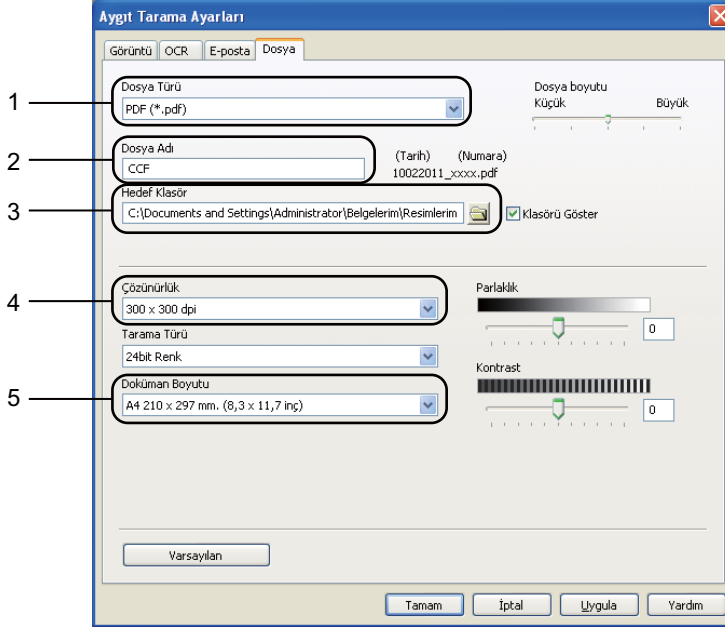 Aygıt Tarama Ayarları
Görüntü OCR E-posta Dosya
1
Dosya Türü
PDF (*.pdf)
Dosya boyutu
Küçük Büyük
2
Dosya Adı
CCF
(Tarih) (Numara)
10022011_xxxx.pdf
3
Hedef Klasör
C:\Documents and Settings\Administrator\Belgelerim\Resimlerim
Klasörü Göster
4
Çözünürlük
300 x 300 dpi
Parlaklık
0
Tarama Türü
24bit Renk
Kontrast
0
5
Doküman Boyutu
A4 210 x 297 mm. (8,3 x 11,7 inç)
Varsayılan
Tamam İptal Uygula Yardım